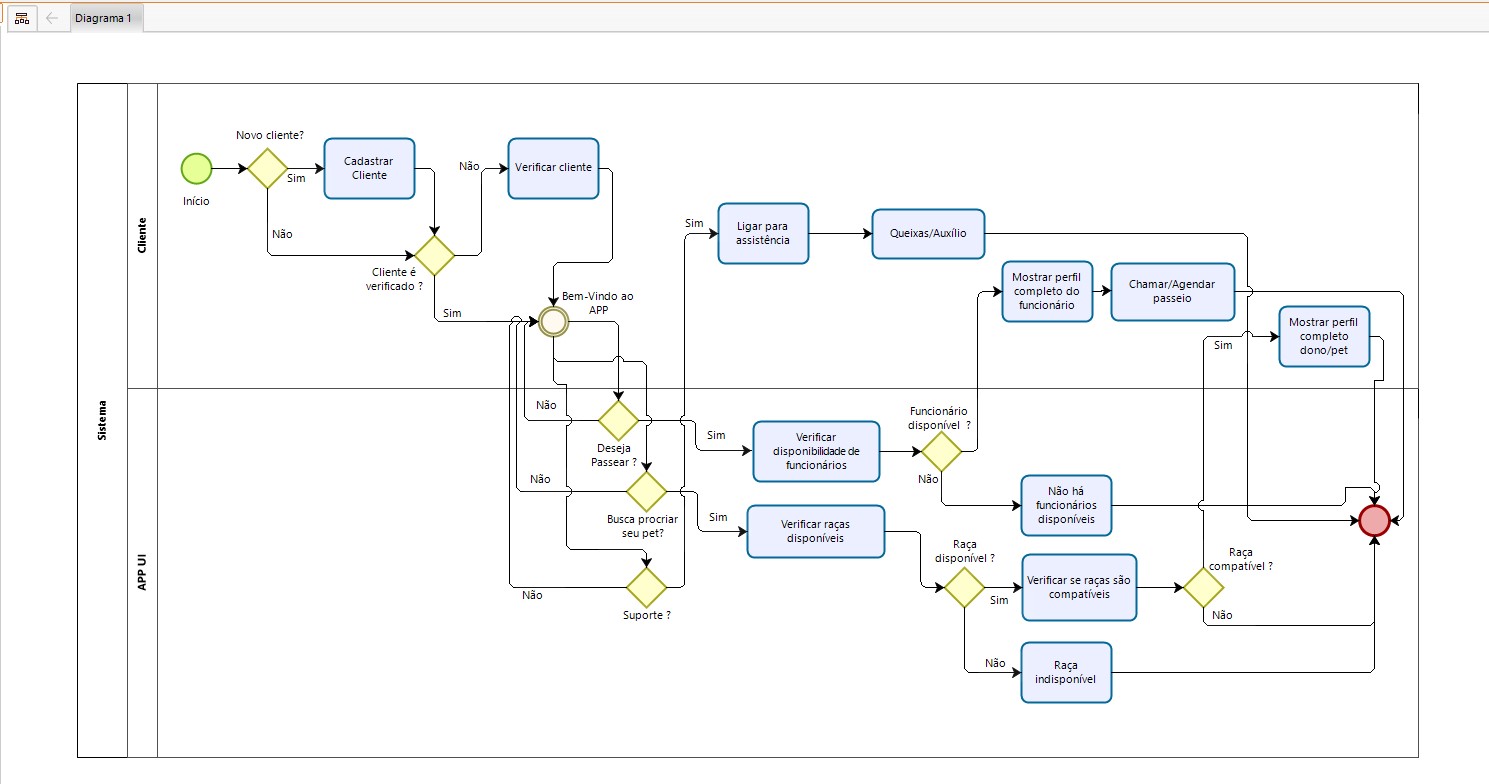 Diagrama 1
Sistema
Cliente
APP UI
Novo cliente?
Início
Sim
Não
Cadastrar
Cliente
Cliente é
verificado ?
Não
Sim
Verificar cliente
Bem-Vindo ao
APP
Sim
Ligar para
assistência
Queixas/Auxílio
Mostrar perfil
completo do
funcionário
Chamar/Agendar
passeio
Sim
Mostrar perfil
completo
dono/pet
Não
Deseja
Passear ?
Sim
Verificar
disponibilidade de
funcionários
Funcionário
disponível ?
Não
Não há
funcionários
disponíveis
Não
Busca procriar
seu pet?
Sim
Verificar raças
disponíveis
Raça
disponível ?
Sim
Verificar se raças são
compatíveis
Raça
compatível ?
Não
Não
Suporte ?
Não
Raça
indisponível